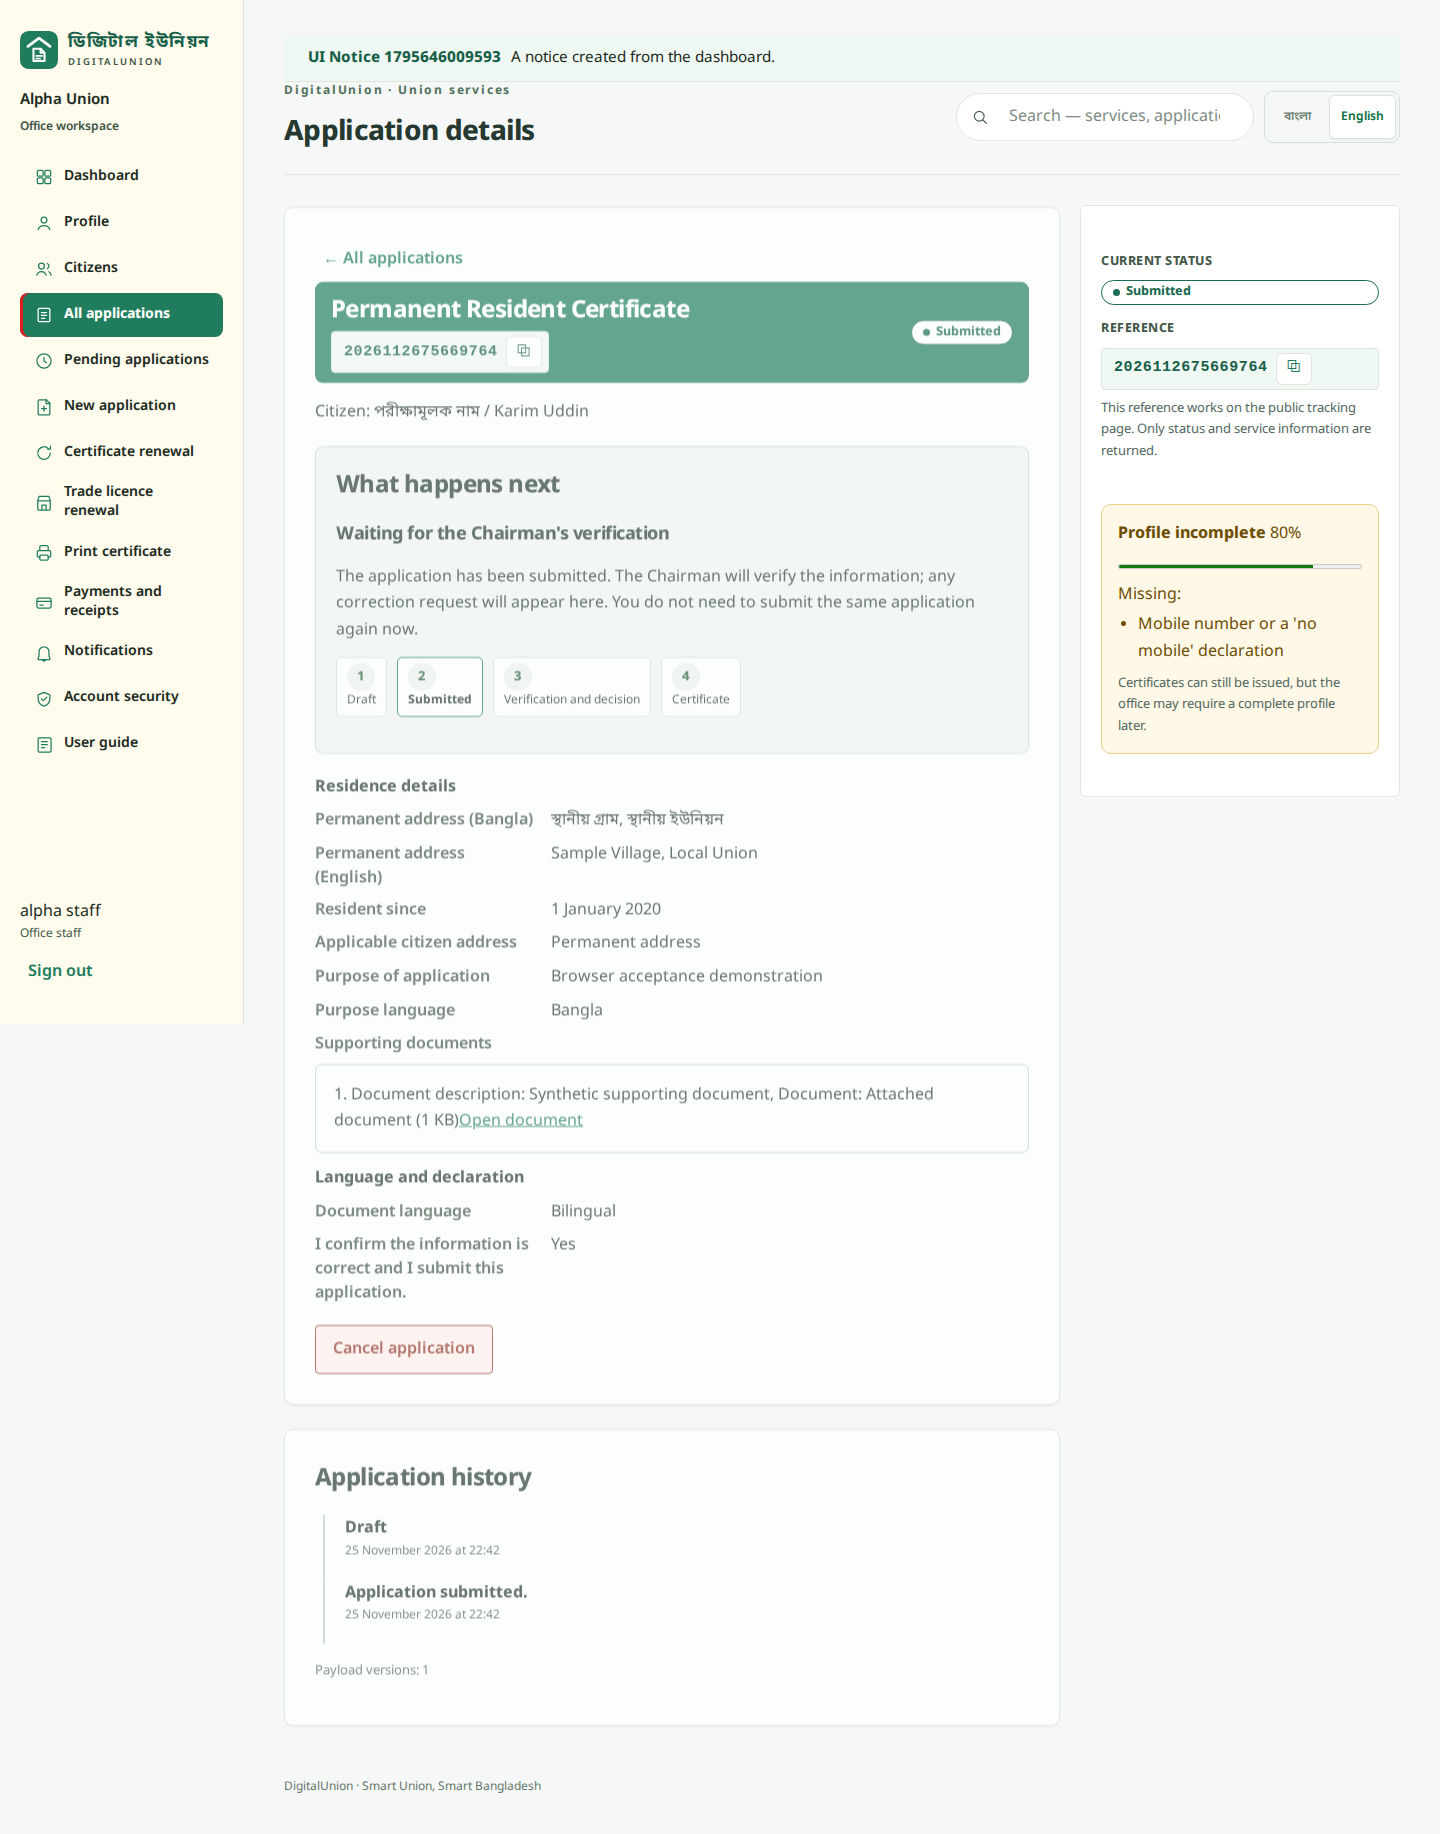 ডিজিটাল ইউনিয়ন
DIGITALUNION
Alpha Union
Office workspace
Dashboard
Profile
Citizens
All applications
Pending applications
New application
Certificate renewal
Trade licence
renewal
Print certificate
Payments and
receipts
Notifications
Account security
User guide
alpha staff
Office staff
Sign out
UI Notice 1795646009593 A notice created from the dashboard.
DigitalUnion · Union services
Application details
Search — services, applicati
বাংলা
English
← All applications
Permanent Resident Certificate
2026112675669764
Submitted
Citizen: পরীক্ষামূলক নাম / Karim Uddin
What happens next
Waiting for the Chairman's verification
The application has been submitted. The Chairman will verify the information; any
correction request will appear here. You do not need to submit the same application
again now.
1
Draft
2
Submitted
3
Verification and decision
4
Certificate
Residence details
Permanent address (Bangla) স্থানীয় গ্রাম, স্থানীয় ইউনিয়ন
Permanent address
(English)
Sample Village, Local Union
Resident since 1 January 2020
Applicable citizen address Permanent address
Purpose of application Browser acceptance demonstration
Purpose language Bangla
Supporting documents
1. Document description: Synthetic supporting document, Document: Attached
document (1 KB)Open document
Language and declaration
Document language Bilingual
I confirm the information is
correct and I submit this
application.
Yes
Cancel application
Application history
Draft
25 November 2026 at 22:42
Application submitted.
25 November 2026 at 22:42
Payload versions: 1
CURRENT STATUS
Submitted
REFERENCE
2026112675669764
This reference works on the public tracking
page. Only status and service information are
returned.
Profile incomplete 80%
Missing:
• Mobile number or a 'no
mobile' declaration
Certificates can still be issued, but the
office may require a complete profile
later.
DigitalUnion · Smart Union, Smart Bangladesh